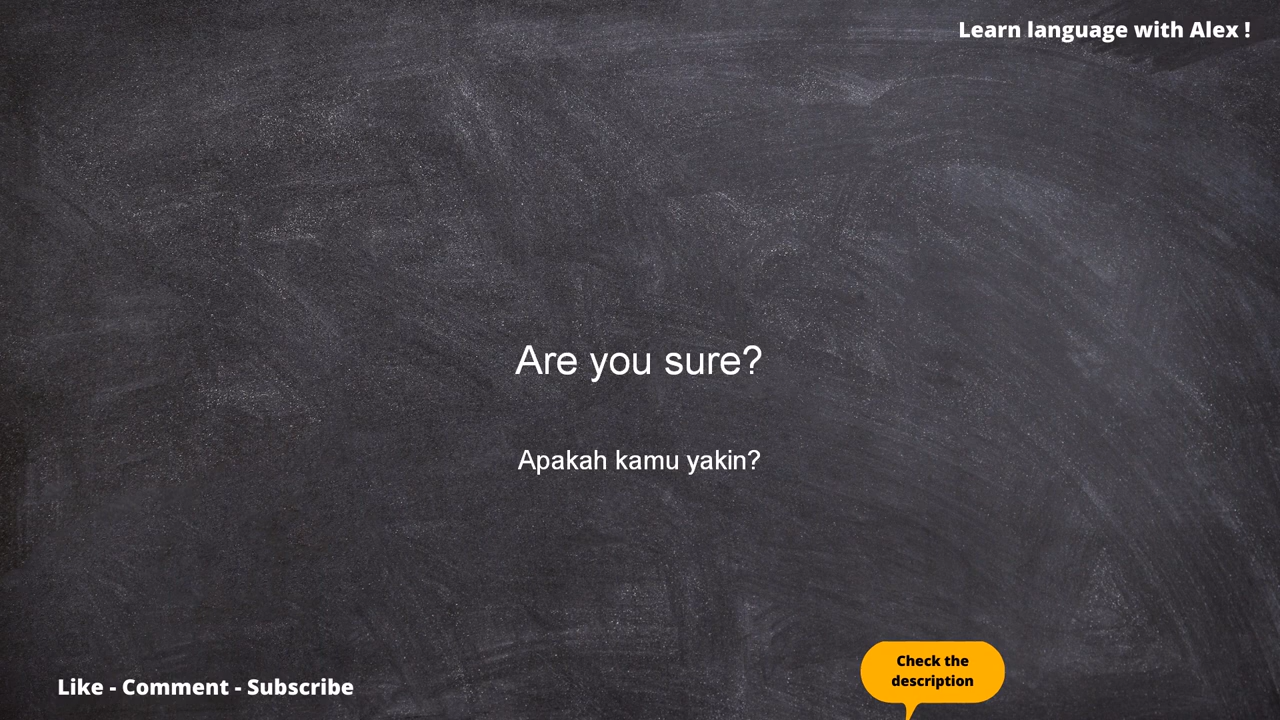 Learn language with Alex !
Are you sure?
Apakah kamu yakin?
Like - Comment - Subscribe
Check the
description